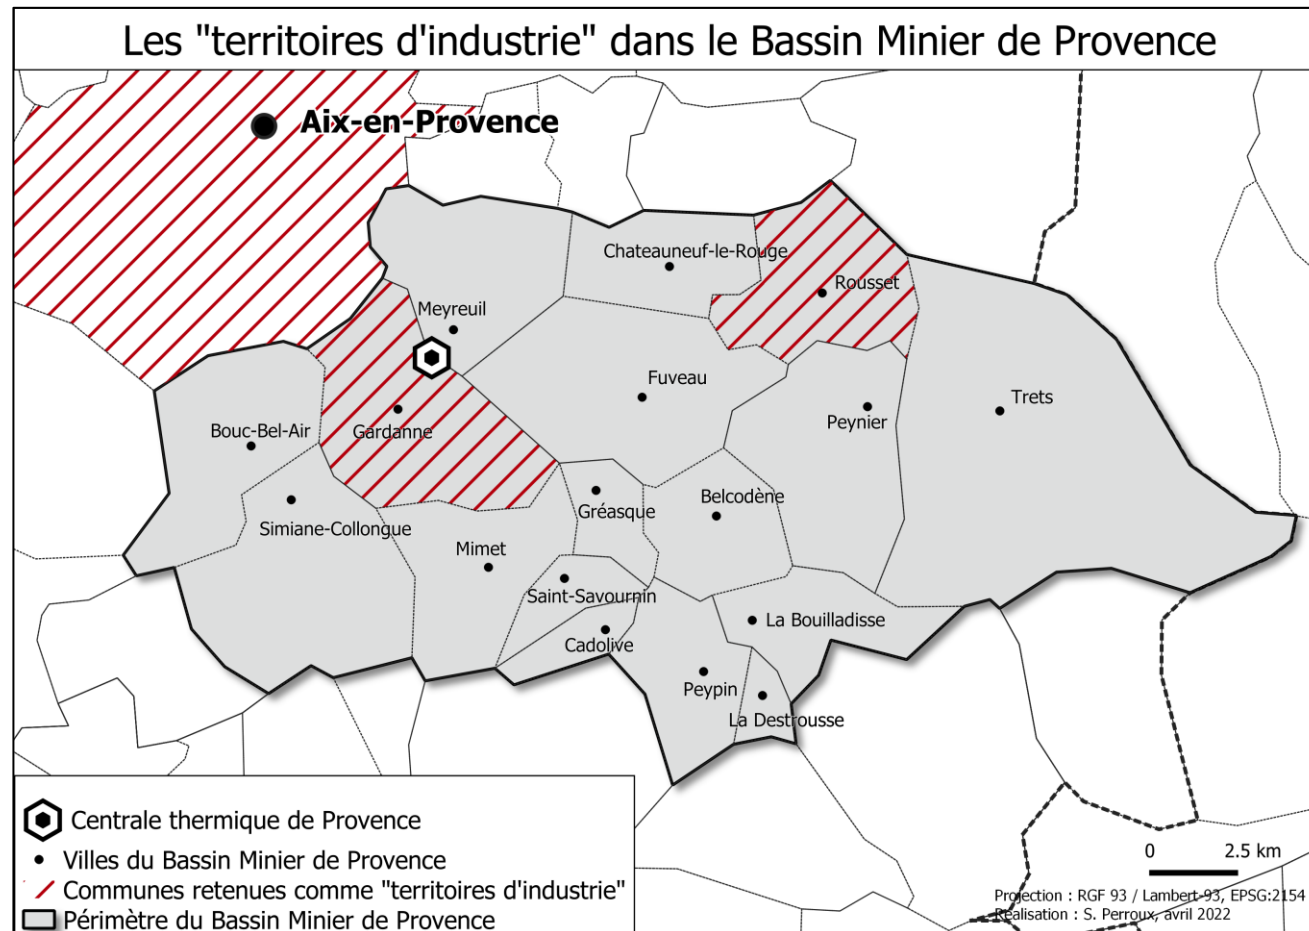 Les "territoires d'industrie" dans le Bassin Minier de Provence
Aix-en-Provence
Chateauneuf-le-Rouge
Rousset
Meyreuil
Fuveau
Trets
Peynier
Bouc-Bel-Air
Gardanne
Belcodène
Gréasque
Simiane-Collongue
Mimet
Saint-Savournin
La Bouilladisse
Cadolive
Peypin
La Destrousse
Centrale thermique de Provence
Villes du Bassin Minier de Provence
Communes retenues comme "territoires d'industrie"
Périmètre du Bassin Minier de Provence
0 2.5 km
Projection : RGF 93 / Lambert-93, EPSG:2154
Réalisation : S. Perroux, avril 2022